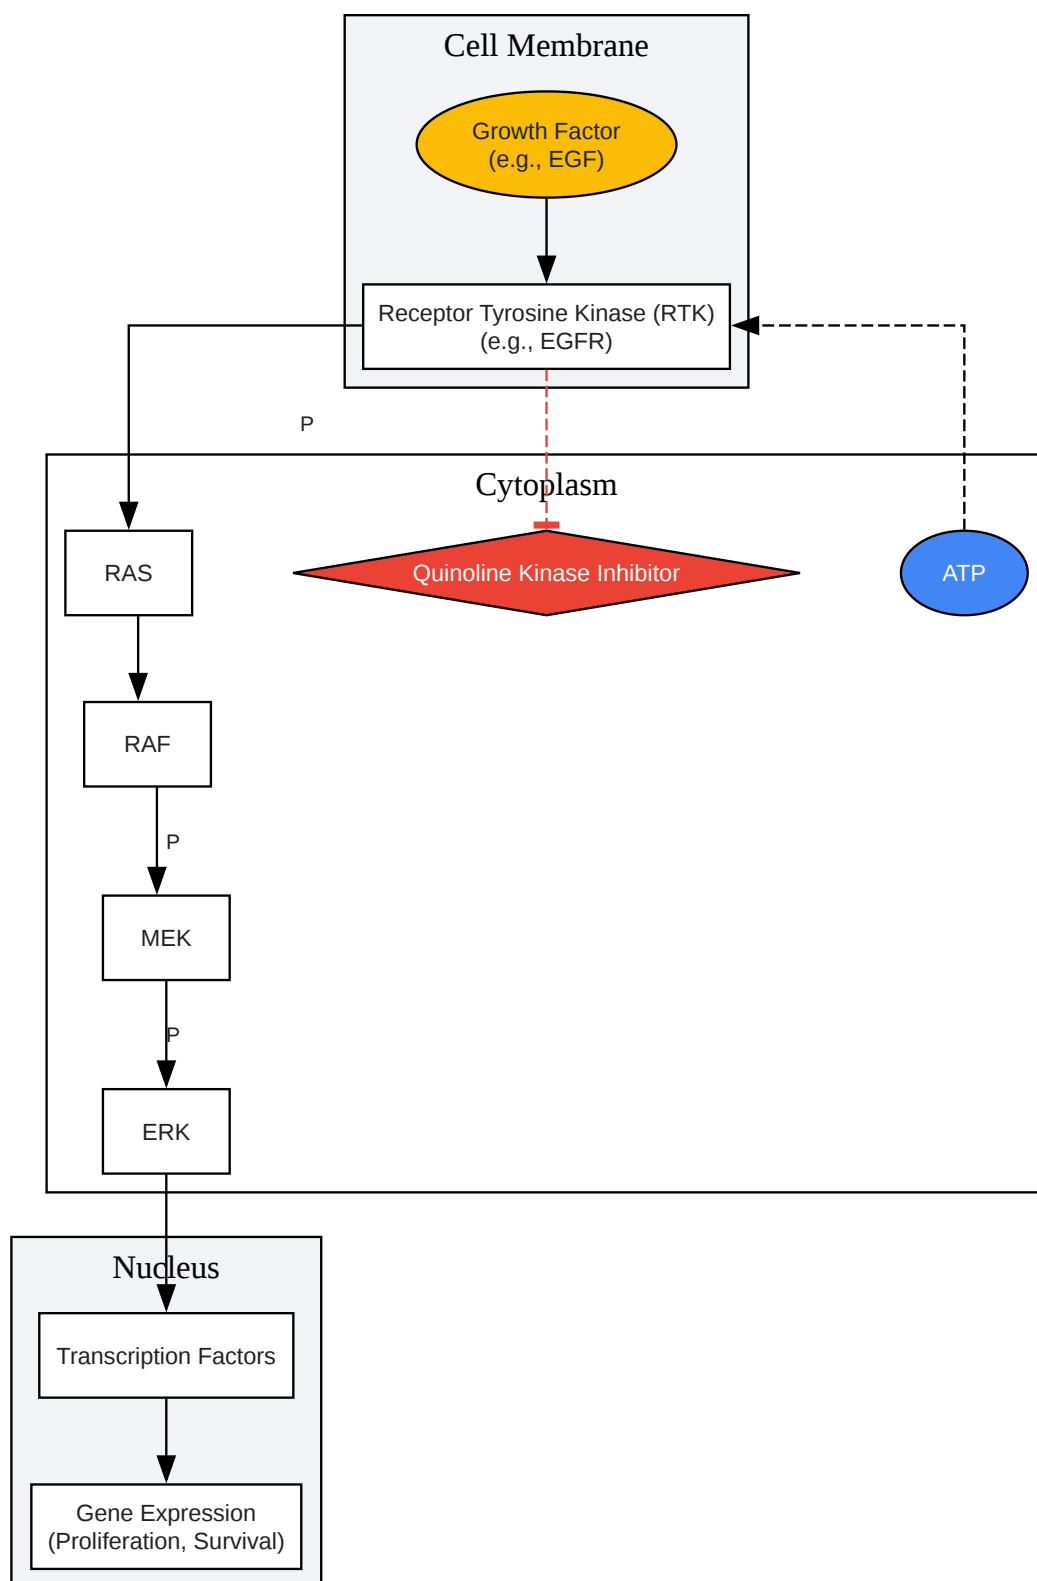 Cell Membrane
Growth Factor
(e.g., EGF)
Receptor Tyrosine Kinase (RTK)
(e.g., EGFR)
P
Cytoplasm
RAS
Quinoline Kinase Inhibitor
ATP
RAF
P
MEK
P
ERK
Nucleus
Transcription Factors
Gene Expression
(Proliferation, Survival)